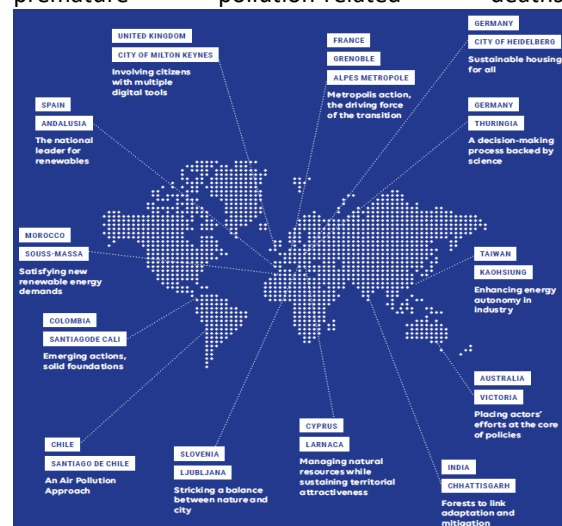 premature pollution-related deaths
UNITED KINGDOM
CITY OF MILTON KEYNES
Involving citizens
with multiple
digital tools
FRANCE
GRENOBLE
ALPES METROPOLE
Metropolis action,
the driving force
of the transition
GERMANY
CITY OF HEIDELBERG
Sustainable housing
for all
SPAIN
ANDALUSIA
The national
leader for
renewables
GERMANY
THURINGIA
A decision-making
process backed by
science
MOROCCO
SOUSS-MASSA
Satisfying new
renewable energy
demands
TAIWAN
KAOHSIUNG
Enhancing energy
autonomy in
industry
COLOMBIA
SANTIAGODE CALI
Emerging actions,
solid foundations
AUSTRALIA
VICTORIA
Placing actors'
efforts at the core
of policies
CHILE
SANTIAGO DE CHILE
An Air Pollution
Approach
SLOVENIA
LJUBLJANA
Stricking a balance
between nature and
city
CYPRUS
LARNACA
Managing natural
resources while
sustaining territorial
attractiveness
INDIA
CHHATTISGARH
Forests to link
adaptation and
mitigation